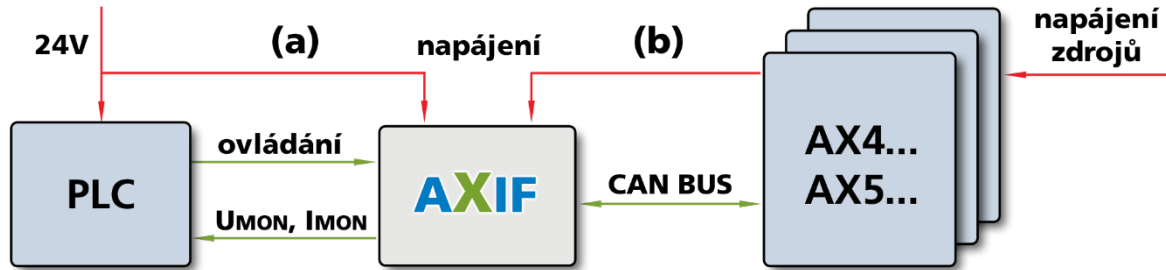 24V
(a)
napájení
(b)
napájení
zdrojů
PLC
ovládání
UMON, IMON
AXIF
CAN BUS
AX4...
AX5...